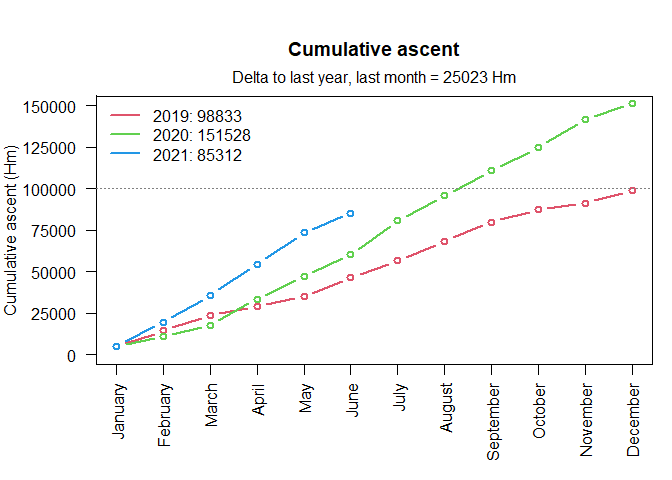 Cumulative ascent
Delta to last year, last month = 25023 Hm
2019: 98833
2020: 151528
2021: 85312
Cumulative ascent (Hm)
150000
125000
100000
75000
50000
25000
0
January
February
March
April
May
June
July
August
September
October
November
December